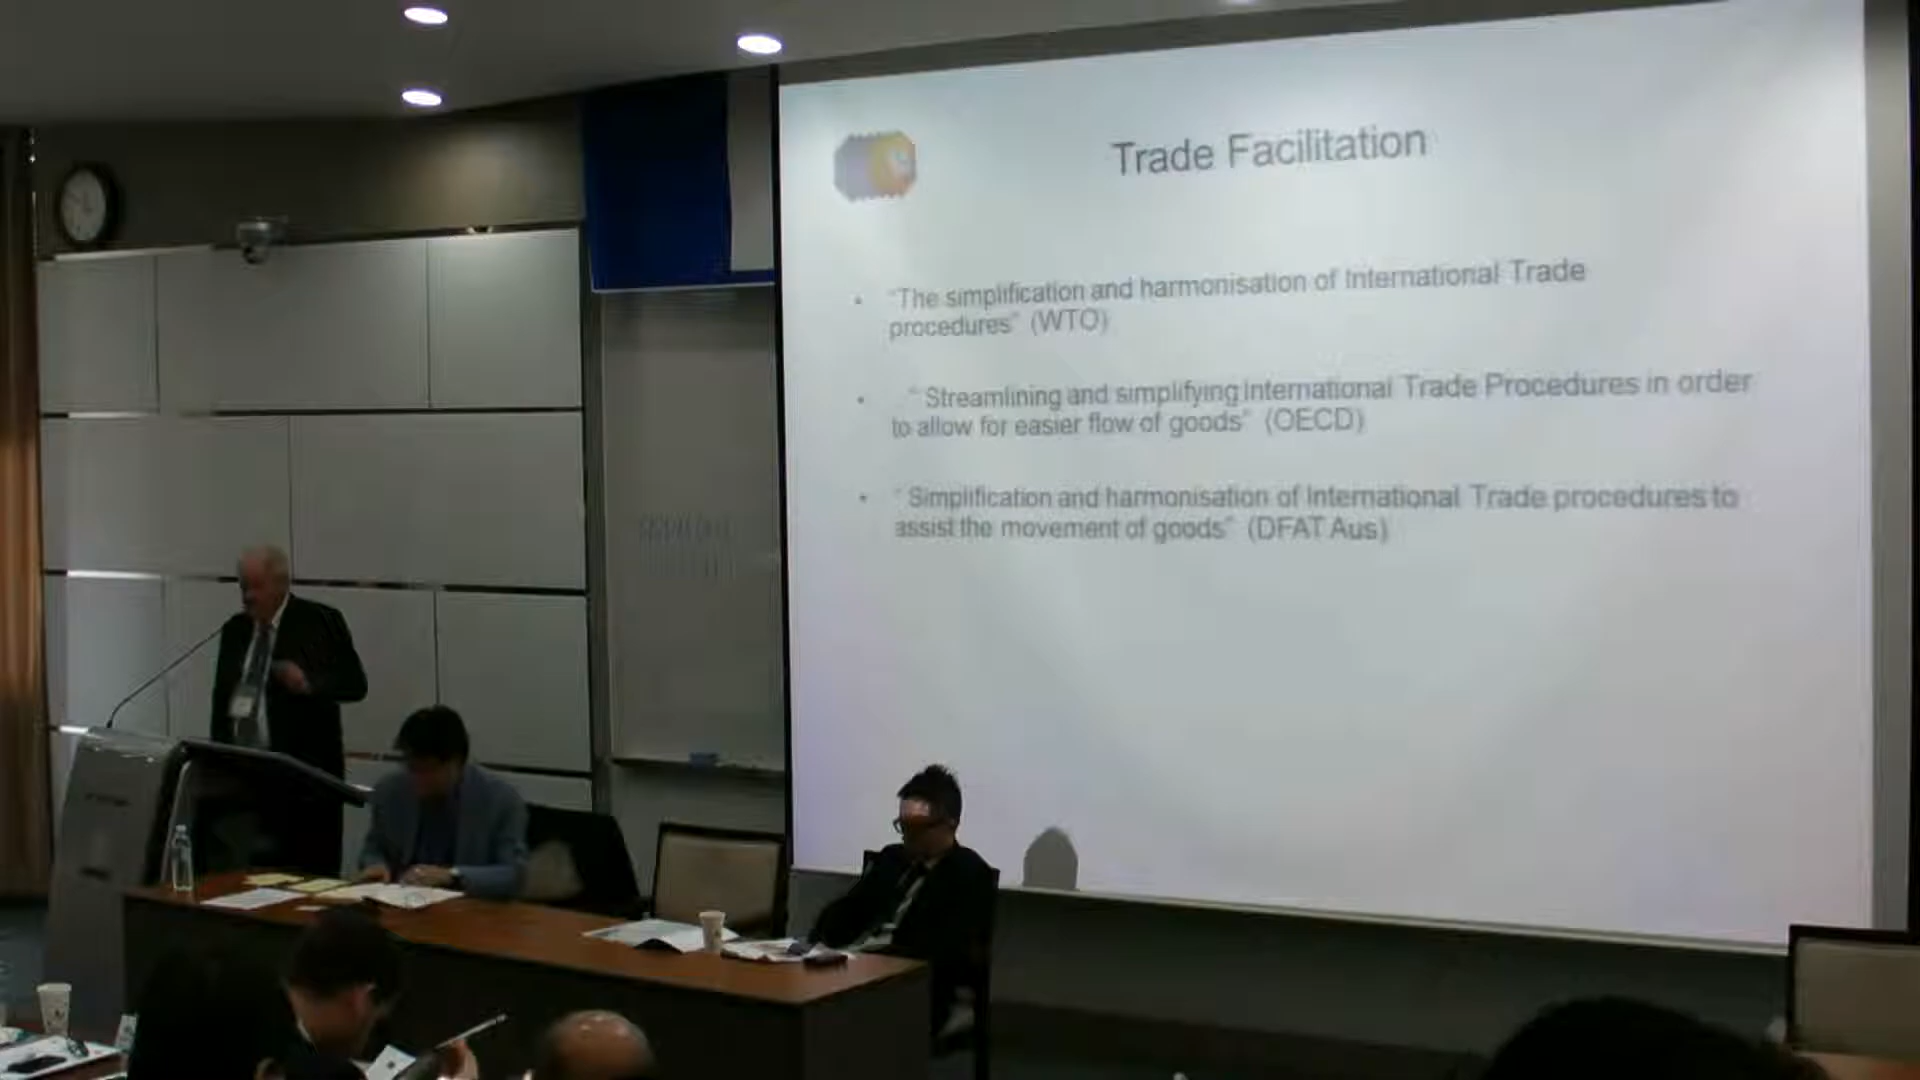 Trade Facilitation
• "The simplification and harmonisation of International Trade
procedures" (WTO)
• " Streamlining and simplifying International Trade Procedures in order
to allow for easier flow of goods" (OECD)
• " Simplification and harmonisation of International Trade procedures to
assist the movement of goods" (DFAT Aus)